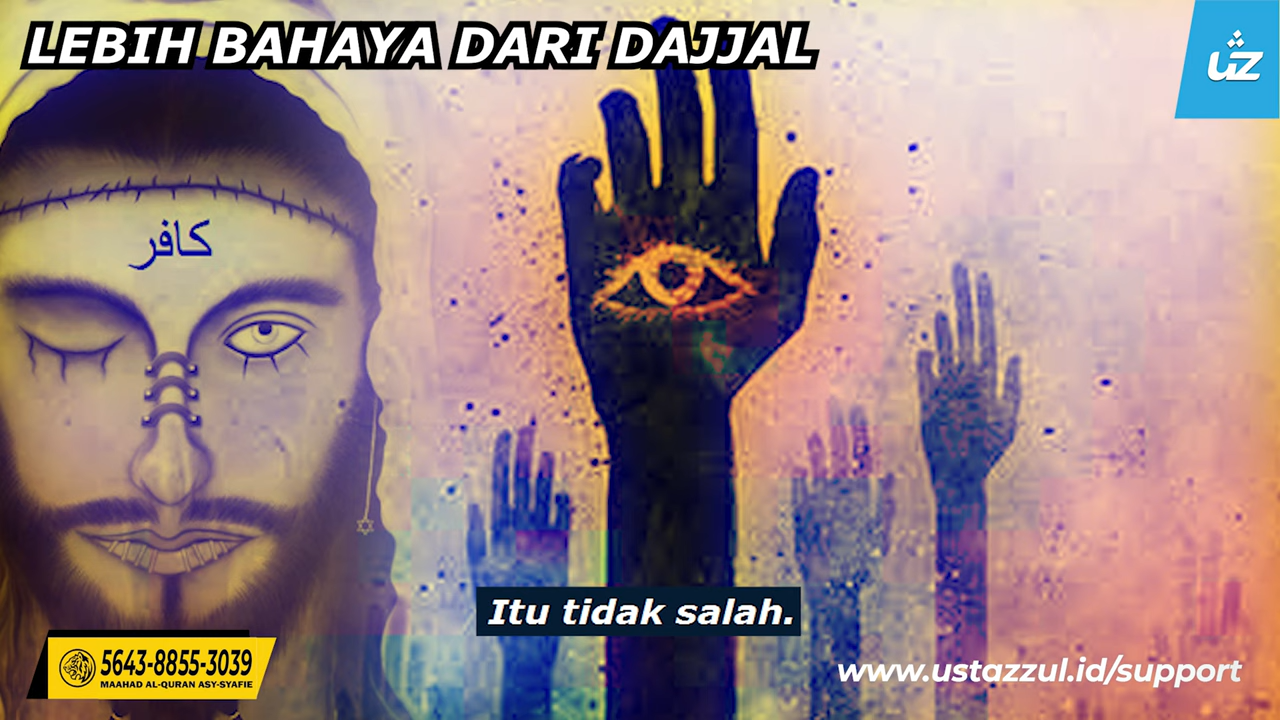 LEBIH BAHAYA DARI DAJJAL
uz
كافر
Itu tidak salah.
5643-8855-3039
MAAHAD AL-QURAN ASY-SYAFIE
www.ustazzul.id/support